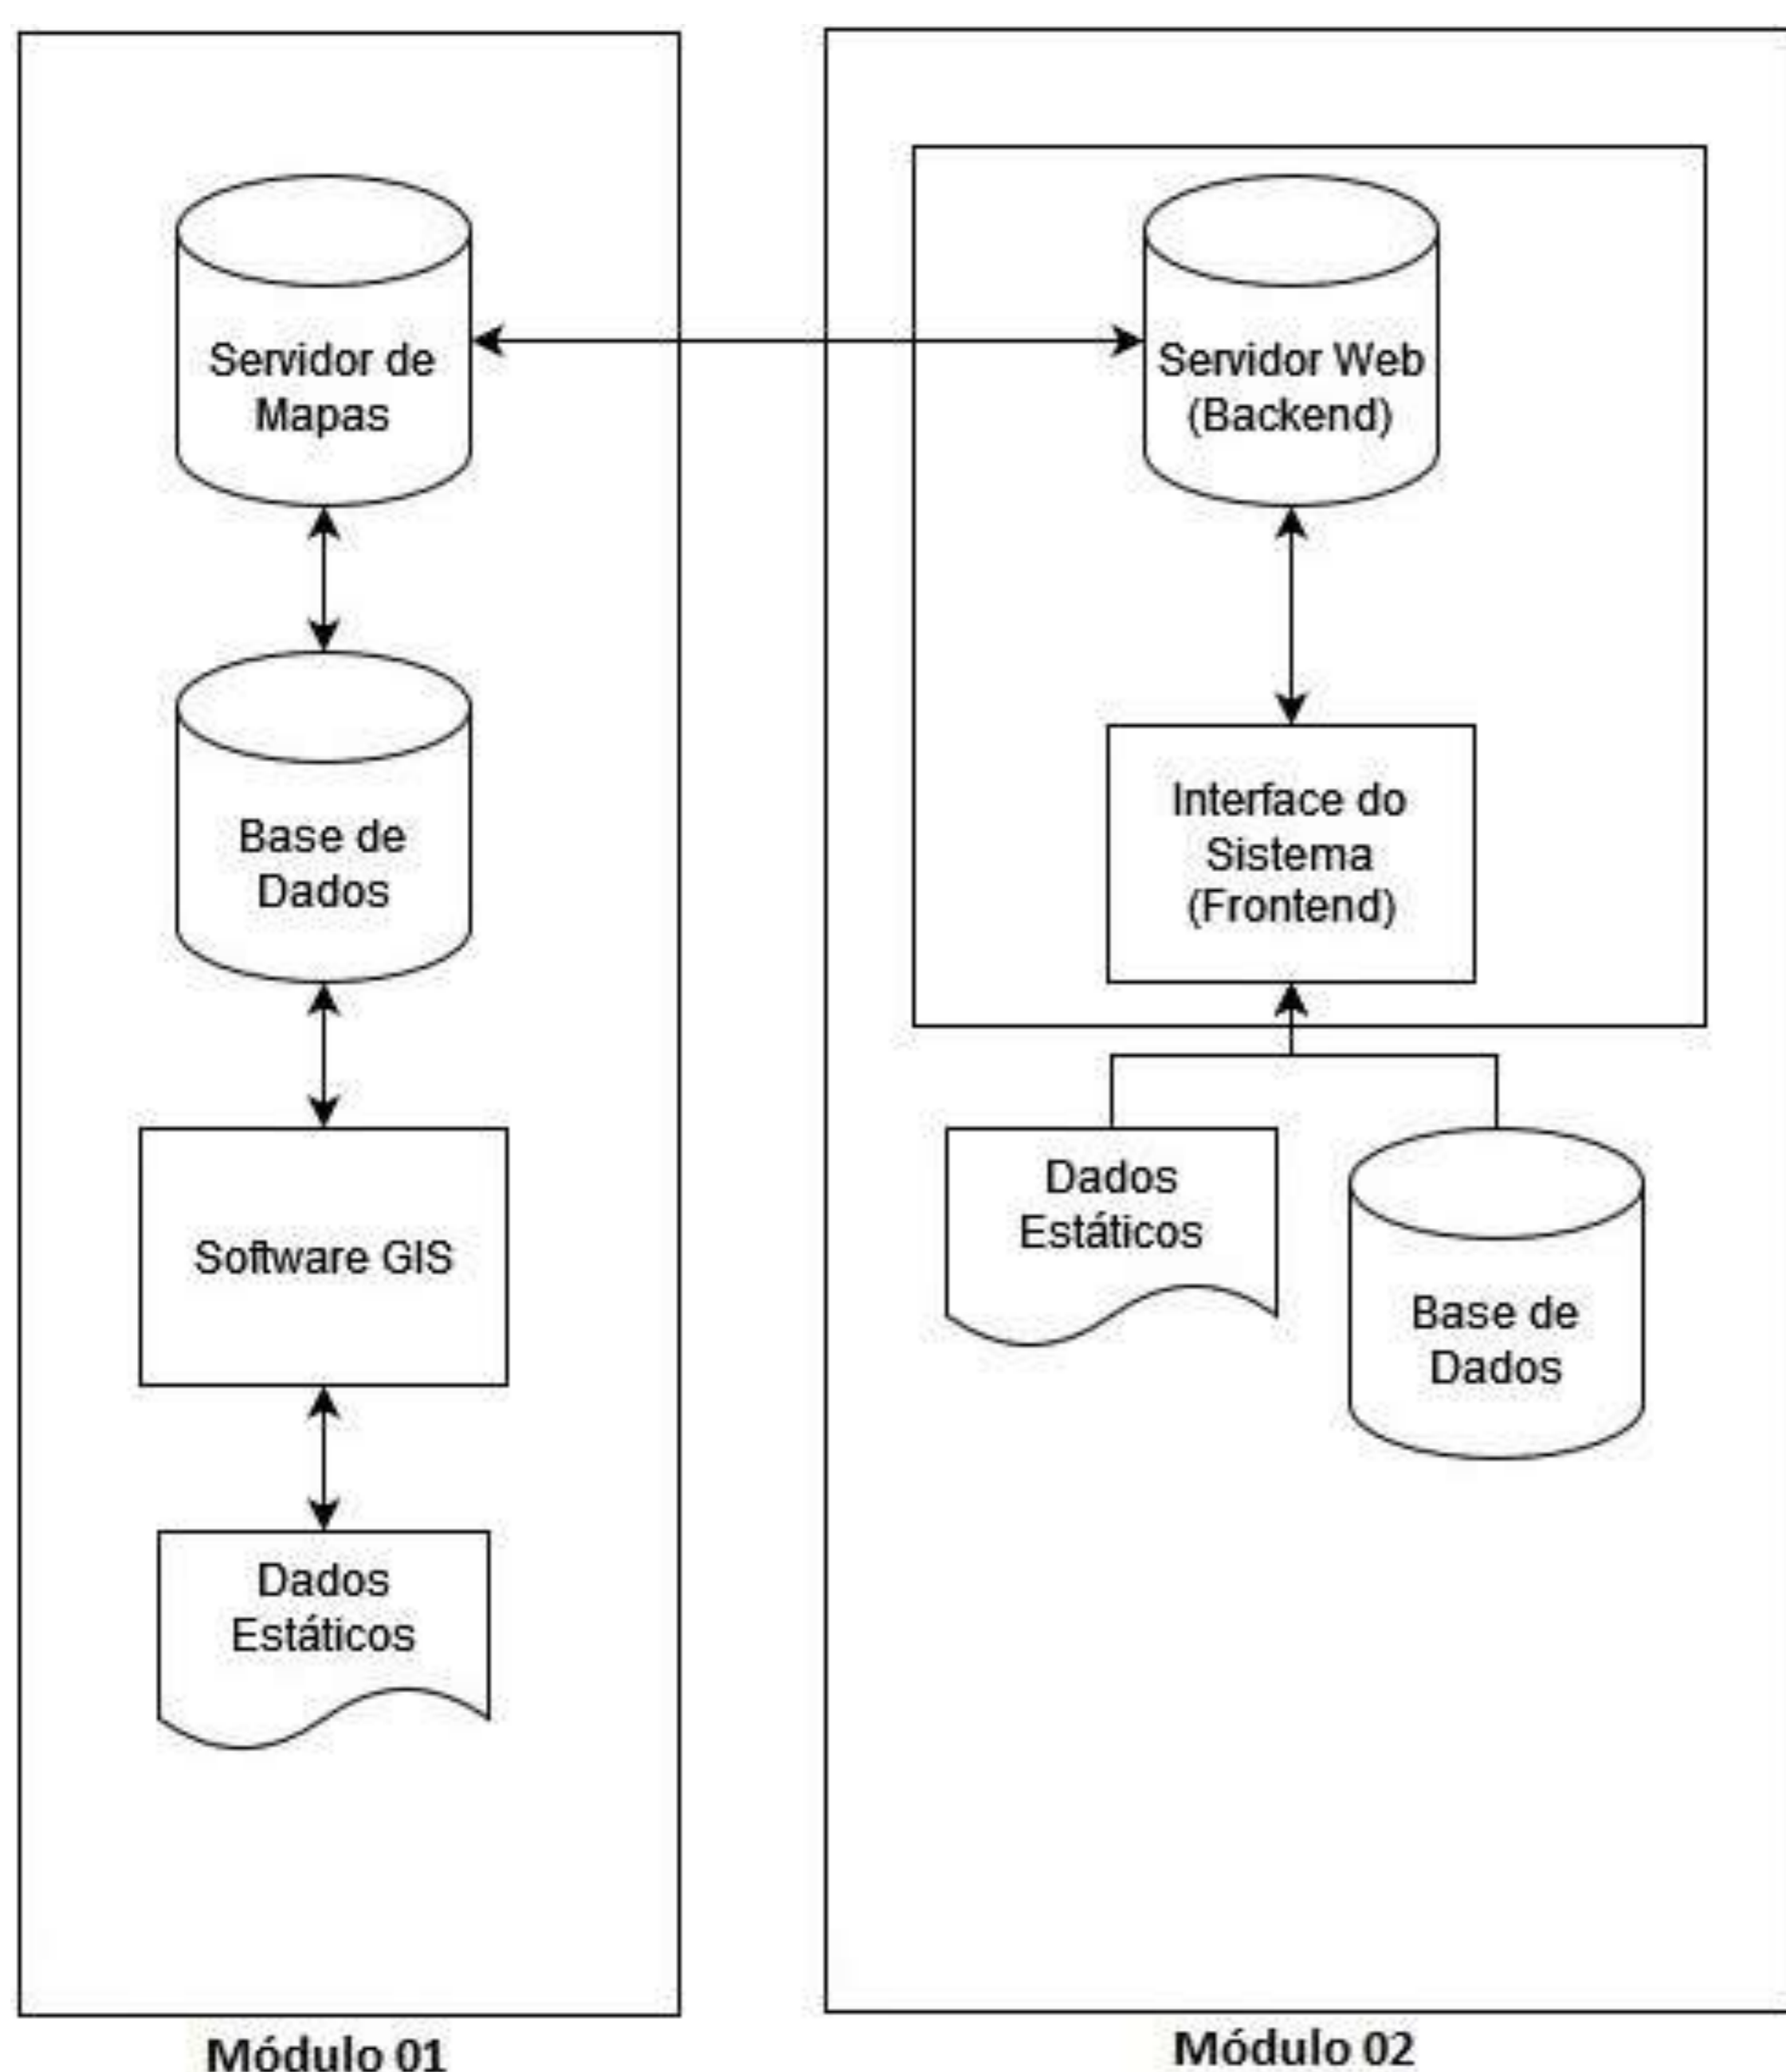 Servidor de
Mapas
Base de
Dados
Software GIS
Dados
Estáticos
Módulo 01
Servidor Web
(Backend)
Interface do
Sistema
(Frontend)
Dados
Estáticos
Base de
Dados
Módulo 02